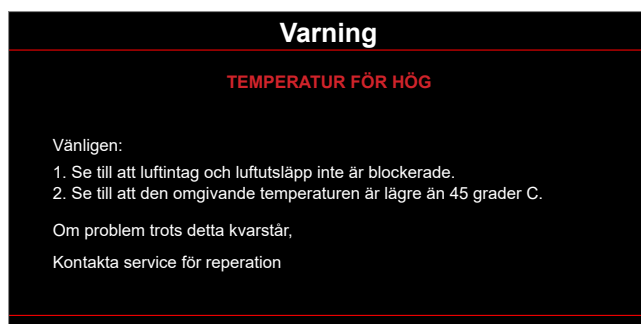 Varning
TEMPERATUR FÖR HÖG
Vänligen:
1. Se till att luftintag och luftutsläpp inte är blockerade.
2. Se till att den omgivande temperaturen är lägre än 45 grader C.
Om problem trots detta kvarstår,
Kontakta service för reperation